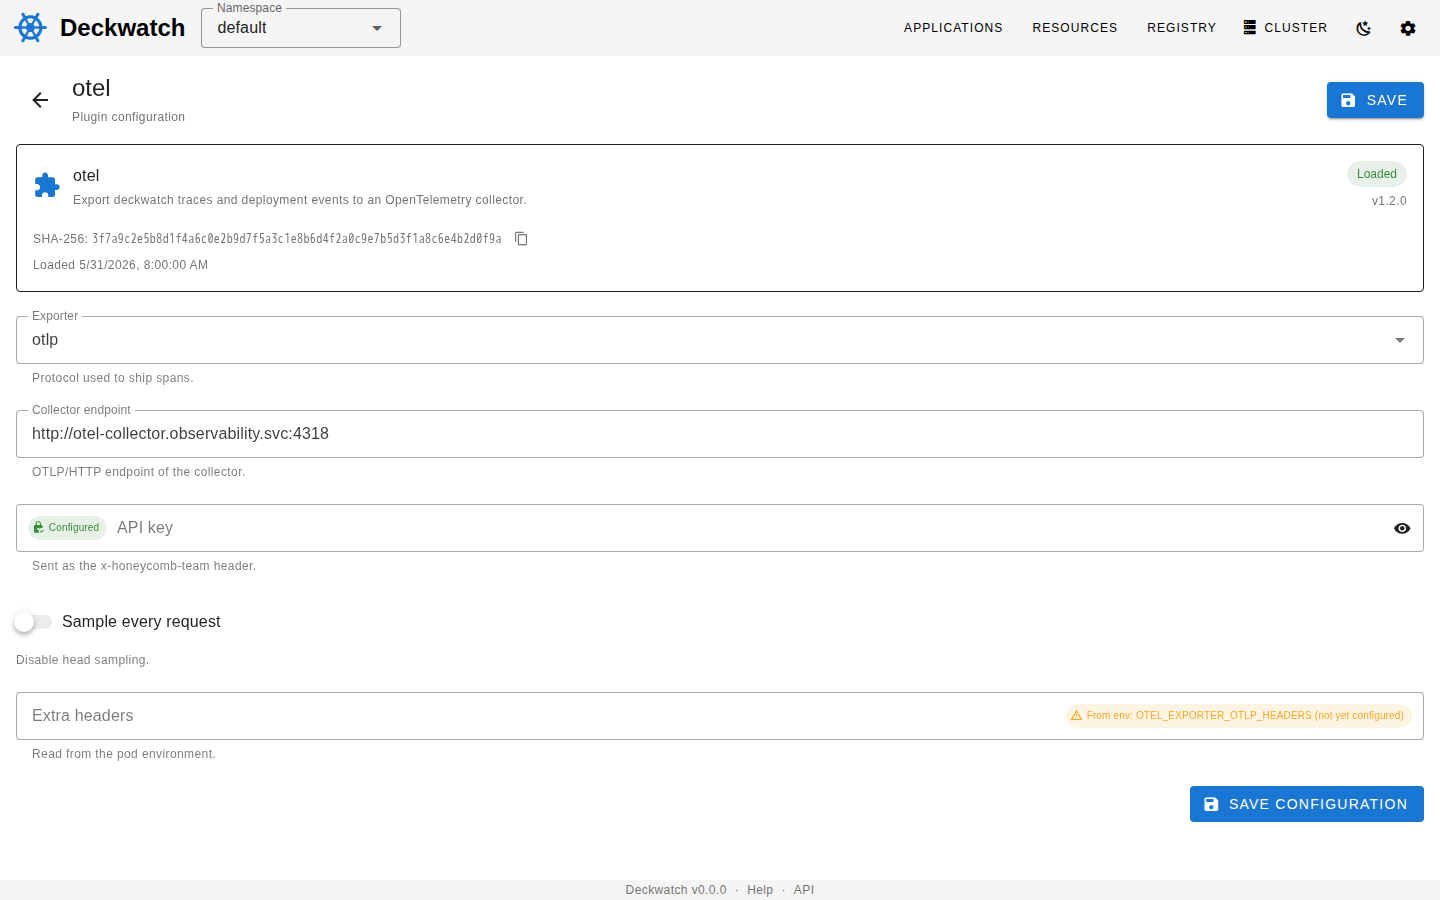 Deckwatch
Namespace
default
APPLICATIONS
RESOURCES
REGISTRY
CLUSTER
otel
Plugin configuration
SAVE
otel
Export deckwatch traces and deployment events to an OpenTelemetry collector.
Loaded
v1.2.0
SHA-256: 3f7a9c2e5b8d1f4a6c0e2b9d7f5a3c1e8b6d4f2a0c9e7b5d3f1a8c6e4b2d0f9a
Loaded 5/31/2026, 8:00:00 AM
Exporter
otlp
Protocol used to ship spans.
Collector endpoint
http://otel-collector.observability.svc:4318
OTLP/HTTP endpoint of the collector.
Configured
API key
Sent as the x-honeycomb-team header.
Sample every request
Disable head sampling.
Extra headers
From env: OTEL_EXPORTER_OTLP_HEADERS (not yet configured)
Read from the pod environment.
SAVE CONFIGURATION
Deckwatch v0.0.0 · Help · API